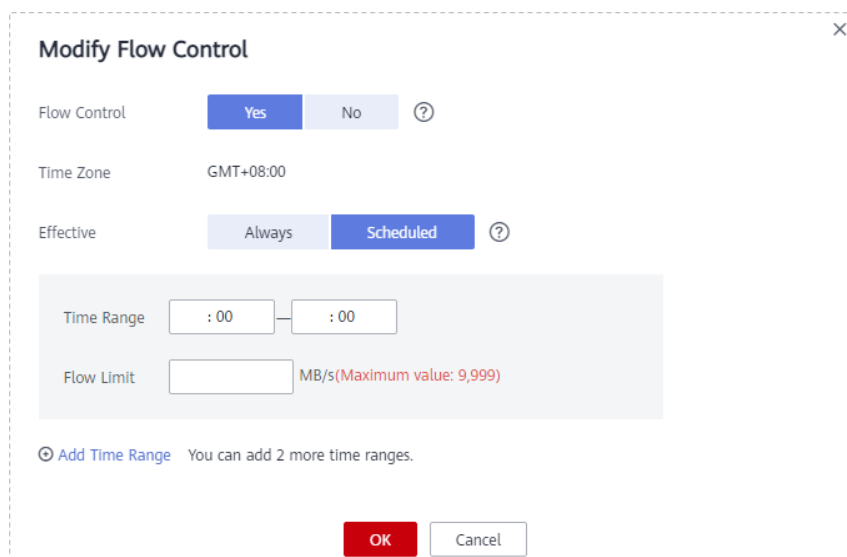 Modify Flow Control
Flow Control Yes No ?
Time Zone GMT+08:00
Effective Always Scheduled ?
Time Range : 00 — : 00
Flow Limit MB/s(Maximum value: 9,999)
Add Time Range You can add 2 more time ranges.
OK Cancel